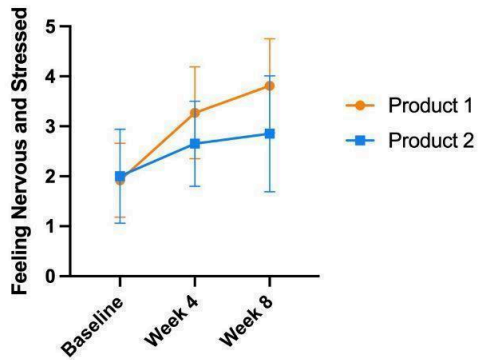 Feeling Nervous and Stressed
5
4
3
2
1
0
Baseline
Week 4
Week 8
Product 1
Product 2